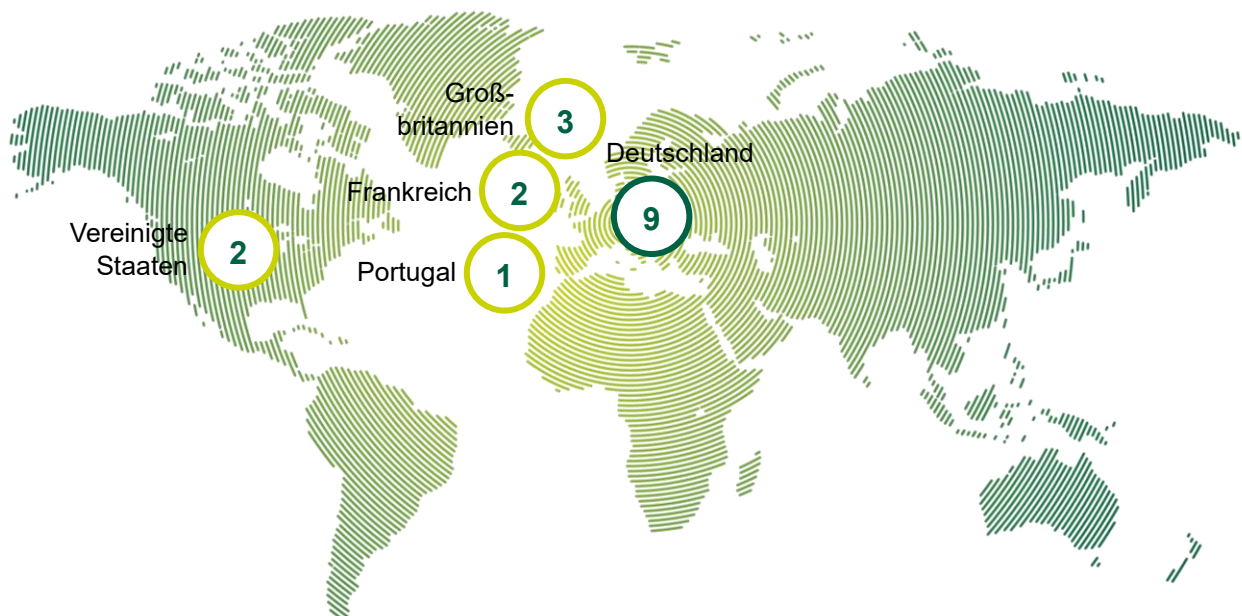 Groß-
britannien
3
Deutschland
Frankreich
2
9
Vereinigte
Staaten
2
Portugal
1